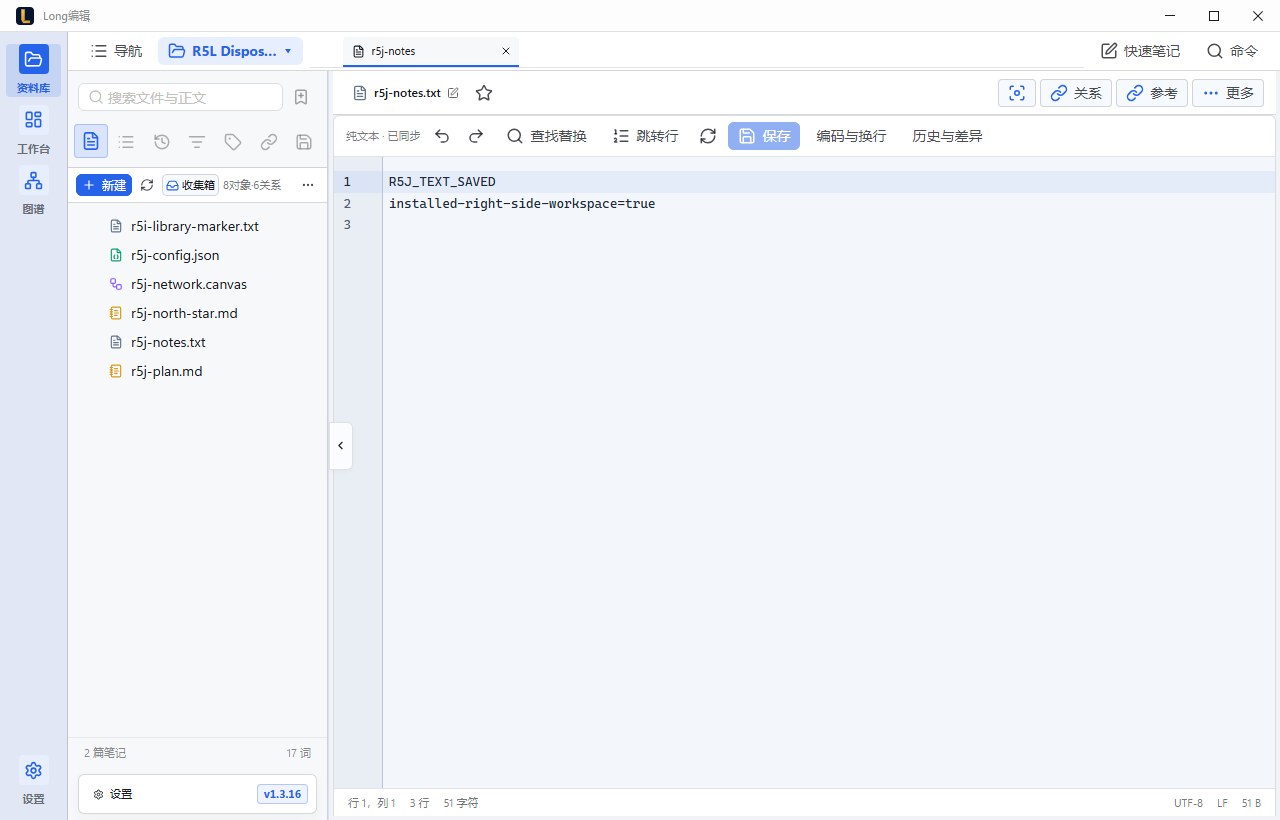 Long编辑
资料库
工作台
图谱
设置
导航
R5L Dispos...
r5j-notes
快速笔记
命令
搜索文件与正文
新建
收集箱
8对象·6关系
r5i-library-marker.txt
r5j-config.json
r5j-network.canvas
r5j-north-star.md
r5j-notes.txt
r5j-plan.md
2 篇笔记
17 词
设置
v1.3.16
r5j-notes.txt
关系
参考
更多
纯文本 · 已同步
查找替换
跳转行
保存
编码与换行
历史与差异
1 R5J_TEXT_SAVED
2 installed-right-side-workspace=true
3
行 1，列 1
3 行
51 字符
UTF-8
LF
51 B